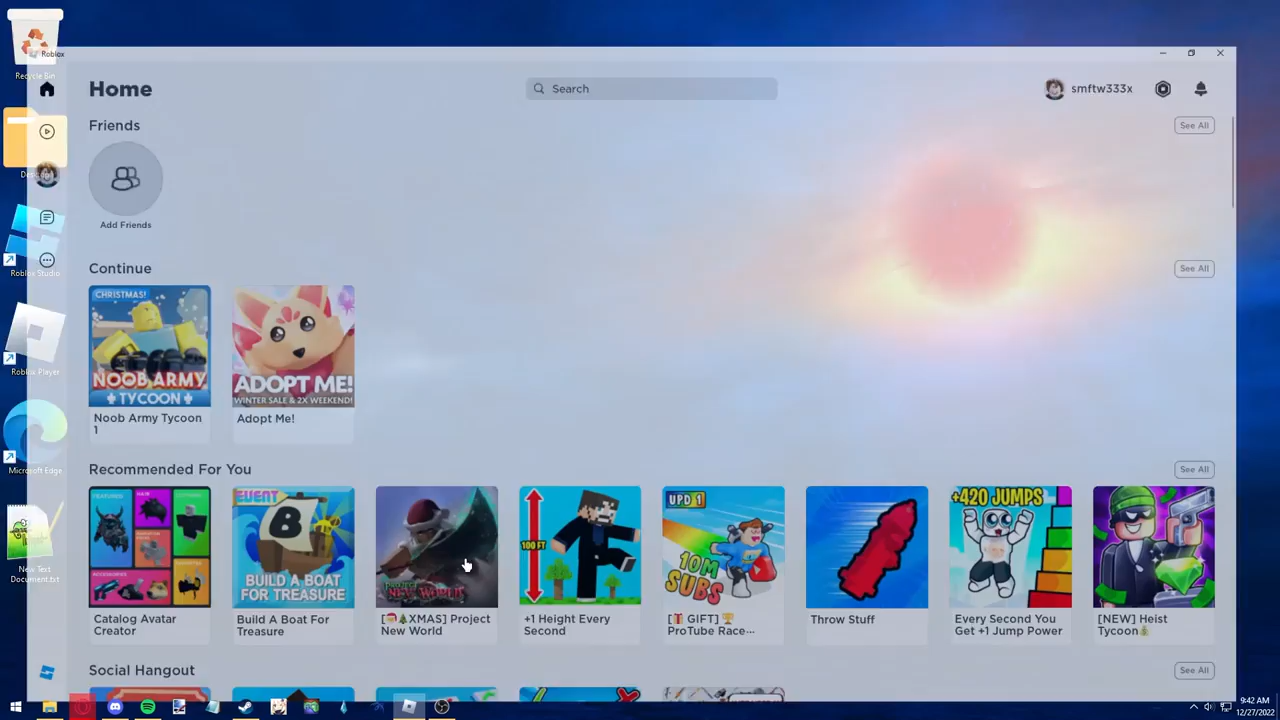 Recycle Bin
Roblox
Home
Search
smftw333x
Friends
See All
Add Friends
Continue
See All
CHRISTMAS!
NOOB ARMY
TYCOON
Noob Army Tycoon
1
ADOPT ME!
WINTER SALE & 2X WEEKEND!
Adopt Me!
Roblox Studio
Roblox Player
Microsoft Edge
New Text
Document.txt
Recommended For You
See All
Catalog Avatar
Creator
EVENT
B
BUILD A BOAT
FOR TREASURE
Build A Boat For
Treasure
PROJECT
NEW WORLD
[🎅🎄XMAS] Project
New World
100 FT
+1 Height Every
Second
UPD 1
10M
SUBS
[🎁 GIFT] 🏆
ProTube Race...
Throw Stuff
+420 JUMPS
Every Second You
Get +1 Jump Power
[NEW] Heist
Tycoon💰
Social Hangout
See All
9:42 AM
12/27/2022